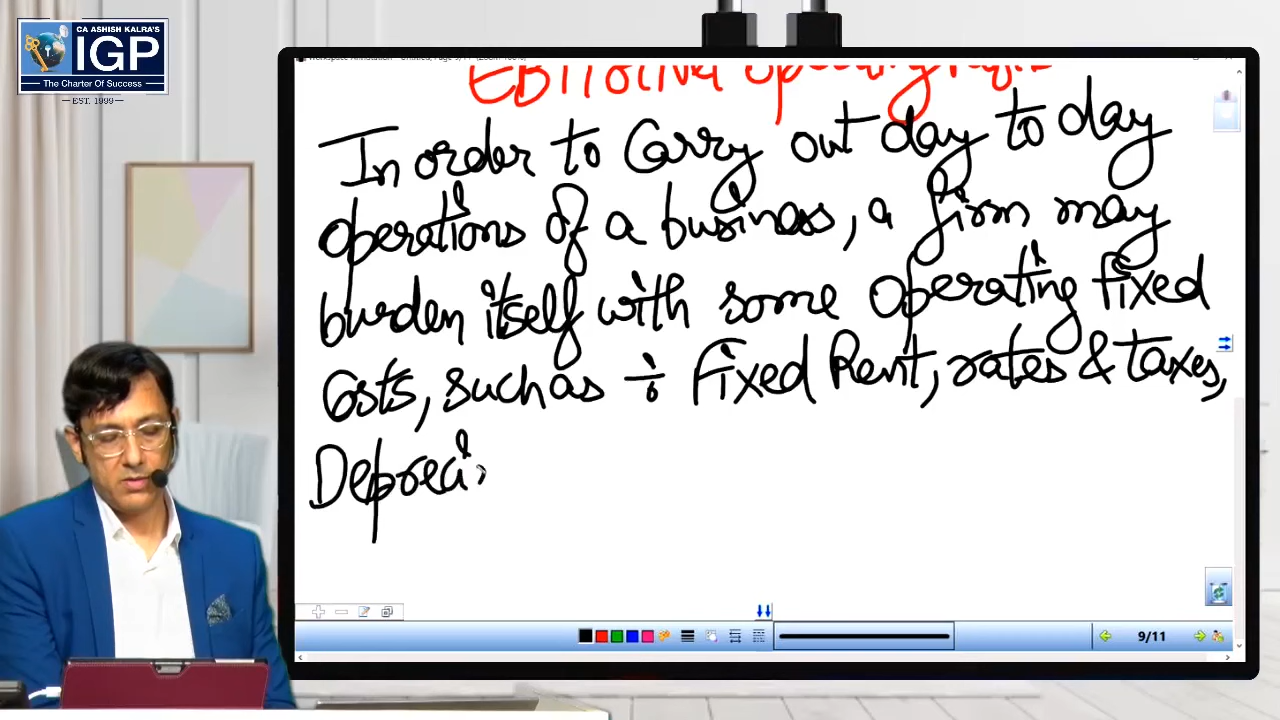 CA ASHISH KALRA'S
IGP
The Charter Of Success
EST. 1999
In order to Carry out day to day
operations of a business, a firm may
burden itself with some operating fixed
Costs, such as ÷ Fixed Rent, rates & taxes,
Depreci
9/11